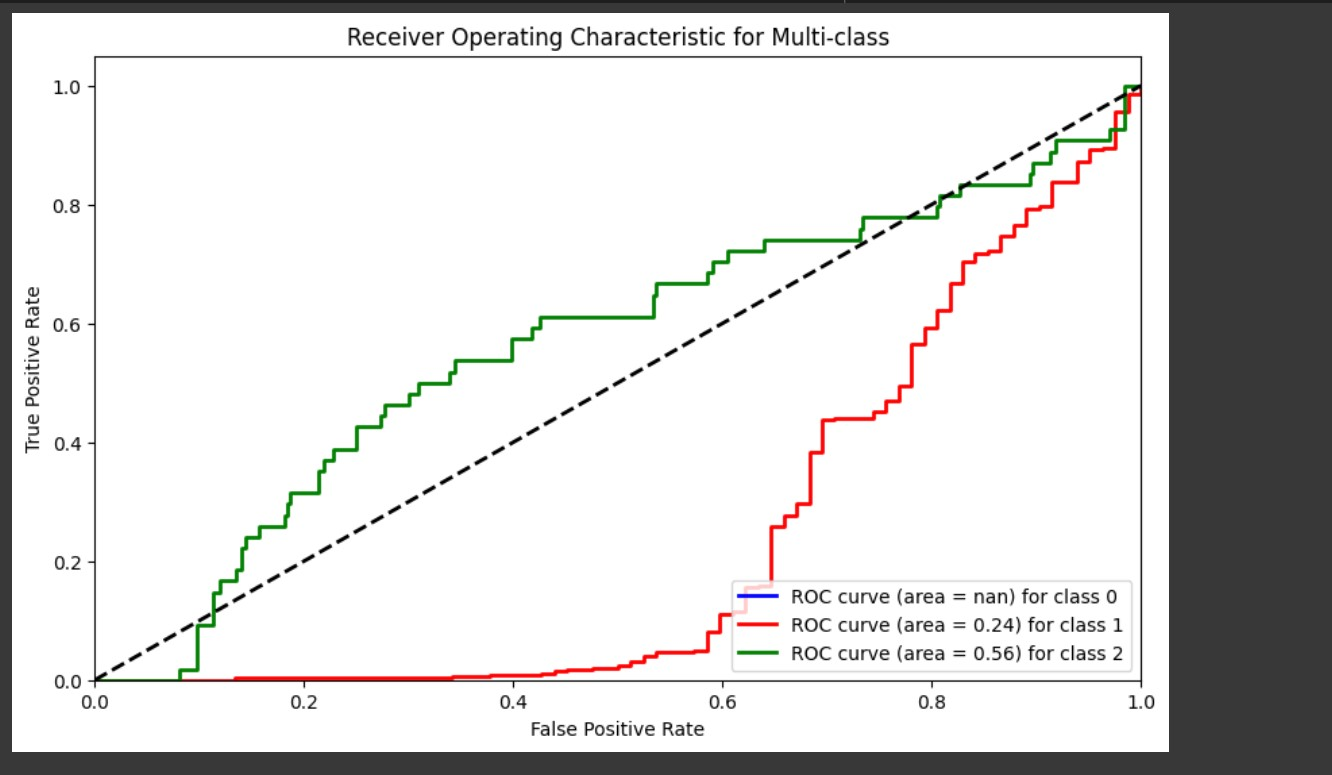 Receiver Operating Characteristic for Multi-class
1.0
0.8
0.6
0.4
0.2
0.0
True Positive Rate
ROC curve (area = nan) for class 0
ROC curve (area = 0.24) for class 1
ROC curve (area = 0.56) for class 2
0.0 0.2 0.4 0.6 0.8 1.0
False Positive Rate